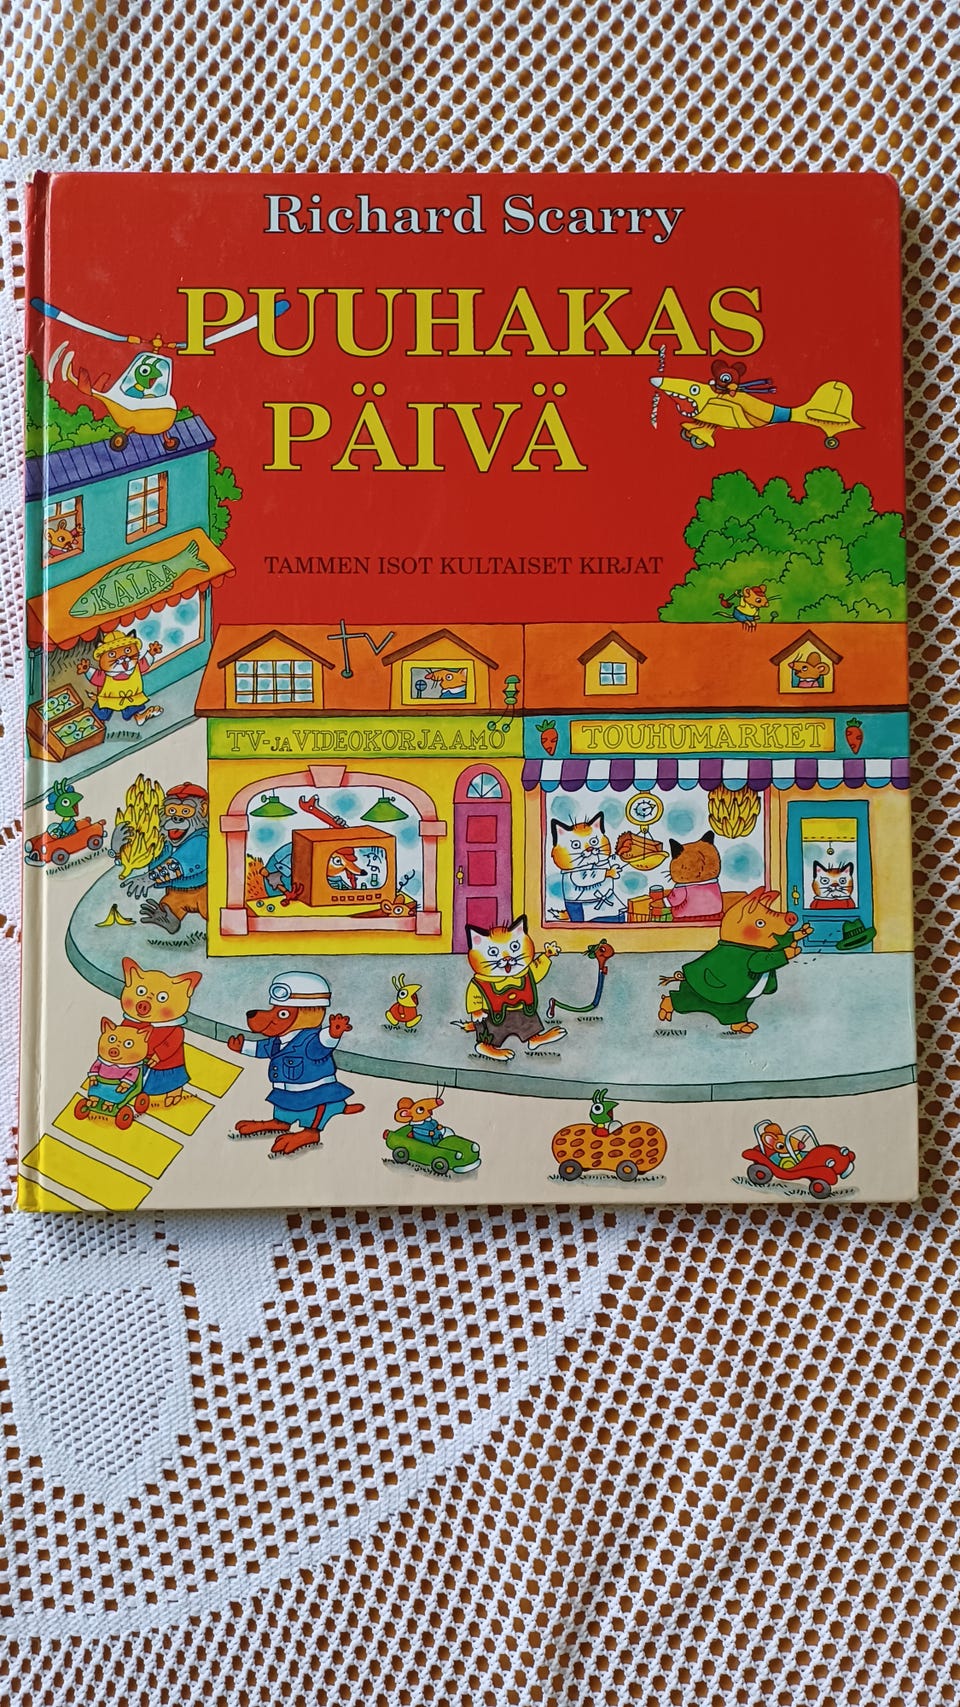 Richard Scarry
PUUHAKAS
PÄIVÄ
TAMMEN ISOT KULTAISET KIRJAT
KALAA
tv
TV-JA VIDEOKORJAAMO
TOUHUMARKET